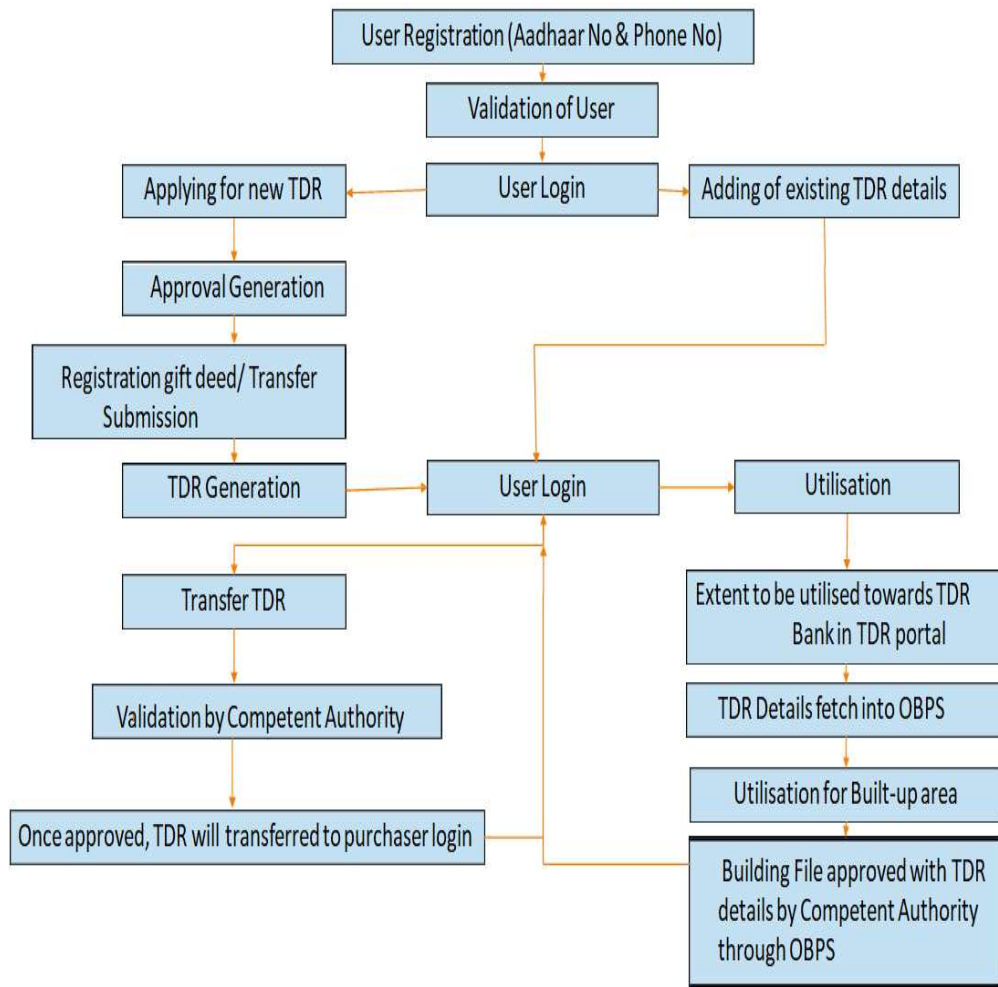 User Registration (Aadhaar No & Phone No)
Validation of User
Applying for new TDR
User Login
Adding of existing TDR details
Approval Generation
Registration gift deed/ Transfer
Submission
TDR Generation
User Login
Utilisation
Transfer TDR
Extent to be utilised towards TDR
Bank in TDR portal
Validation by Competent Authority
TDR Details fetch into OBPS
Utilisation for Built-up area
Once approved, TDR will transferred to purchaser login
Building File approved with TDR
details by Competent Authority
through OBPS